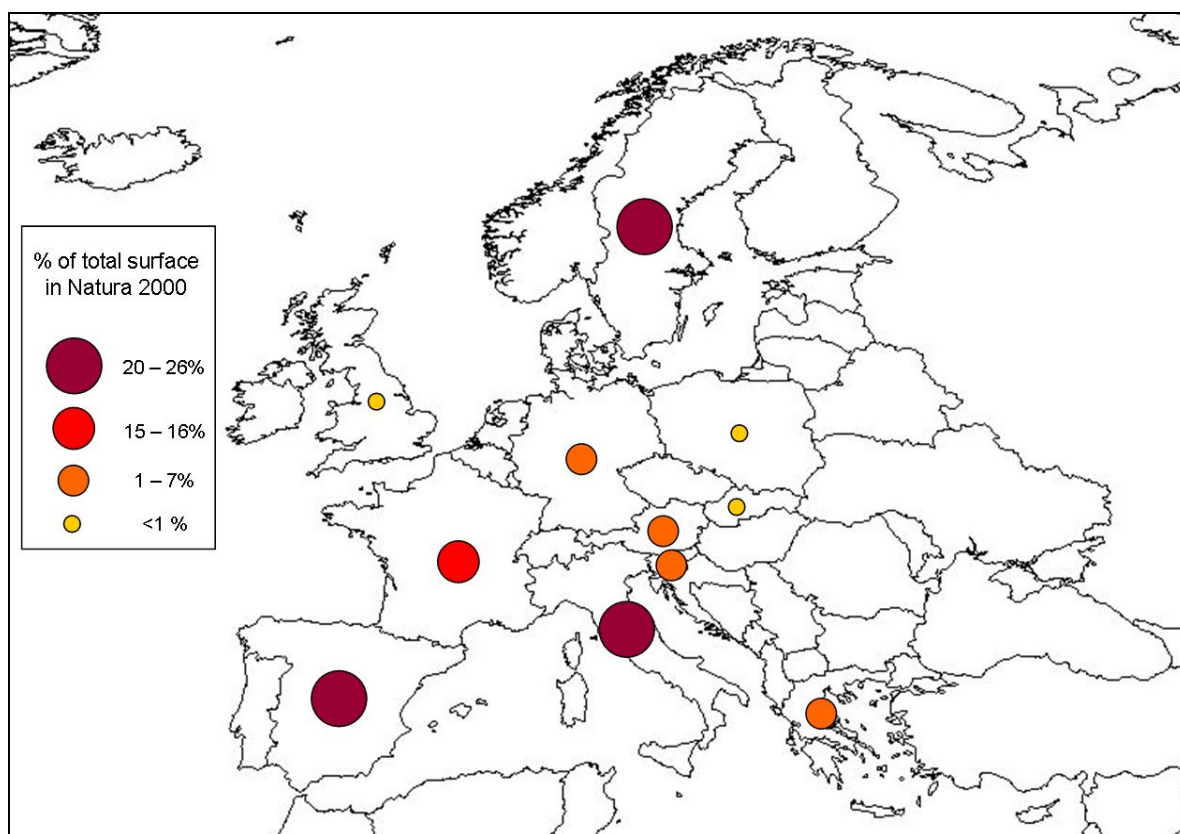 % of total surface
in Natura 2000
20 – 26%
15 – 16%
1 – 7%
<1 %